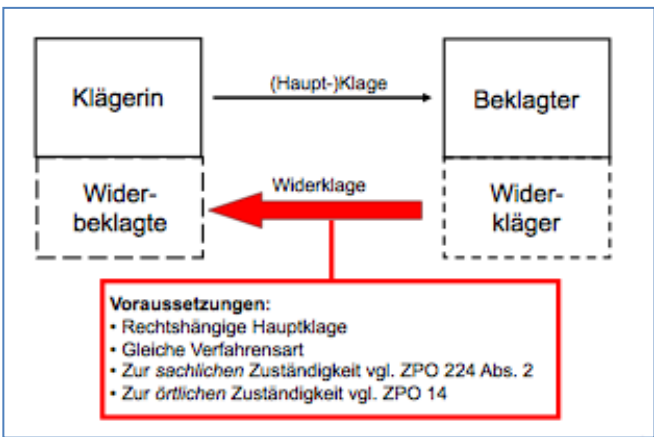 (Haupt-)Klage
Klägerin
Beklagter
Widerklage
Wider-
beklagte
Wider-
kläger
Voraussetzungen:
• Rechtshängige Hauptklage
• Gleiche Verfahrensart
• Zur sachlichen Zuständigkeit vgl. ZPO 224 Abs. 2
• Zur örtlichen Zuständigkeit vgl. ZPO 14